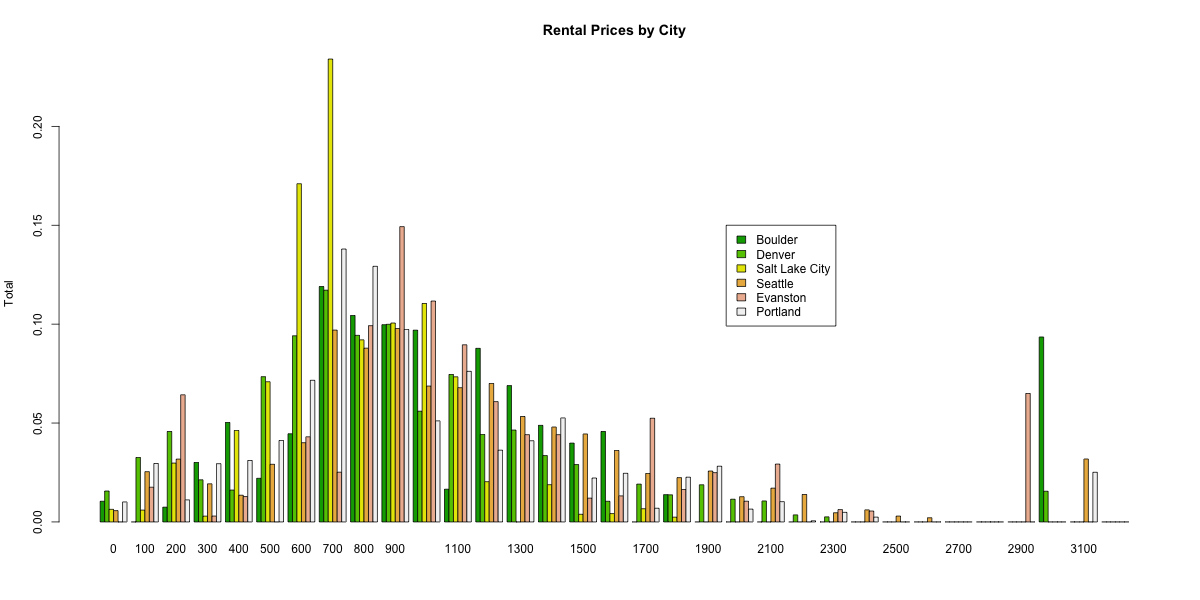 Rental Prices by City
Total
0.20
0.15
0.10
0.05
0.00
Boulder
Denver
Salt Lake City
Seattle
Evanston
Portland
0 100 200 300 400 500 600 700 800 900 1100 1300 1500 1700 1900 2100 2300 2500 2700 2900 3100